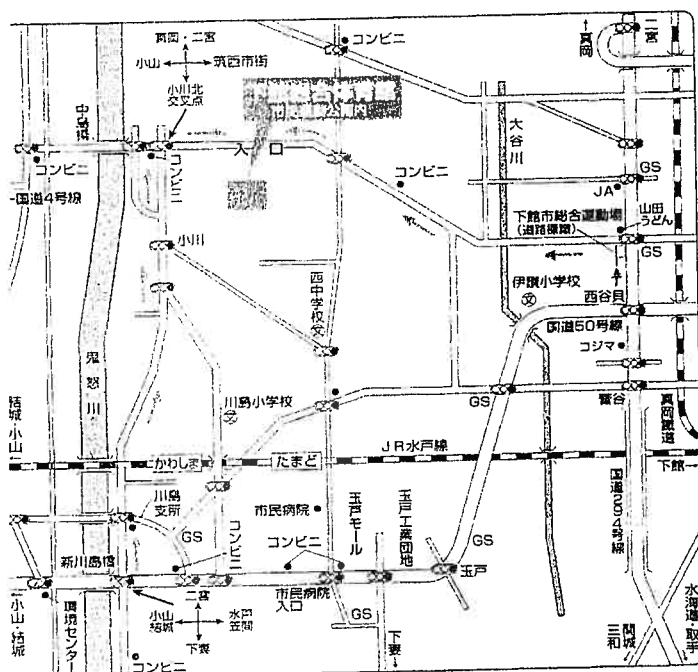 真岡・二宮
小山
筑西市街
小川北
交叉点
コンビニ
←真岡
二宮
中島橋
コンビニ
コンビニ
入口
コンビニ
大谷川
GS
JA
山田
うどん
下館市総合運動場
(道路標識)
GS
国道4号線
小川
西中学校
文
伊讃小学校
文
西谷貝
国道50号線
コジマ
鬼怒川
川島小学校
文
GS
菅谷
真岡鐵道
結城・小山
JR水戸線
かわしま
たまど
下館→
川島
支所
GS
コンビニ
市民病院
コンビニ
玉戸モール
玉戸工業団地
GS
国道294号線
新川島橋
市民病院
入口
玉戸
小山・結城
環境センター
二宮
小山
結城
水戸
笠間
下妻
GS
下妻→
コンビニ
三和
関城
水海道・取手